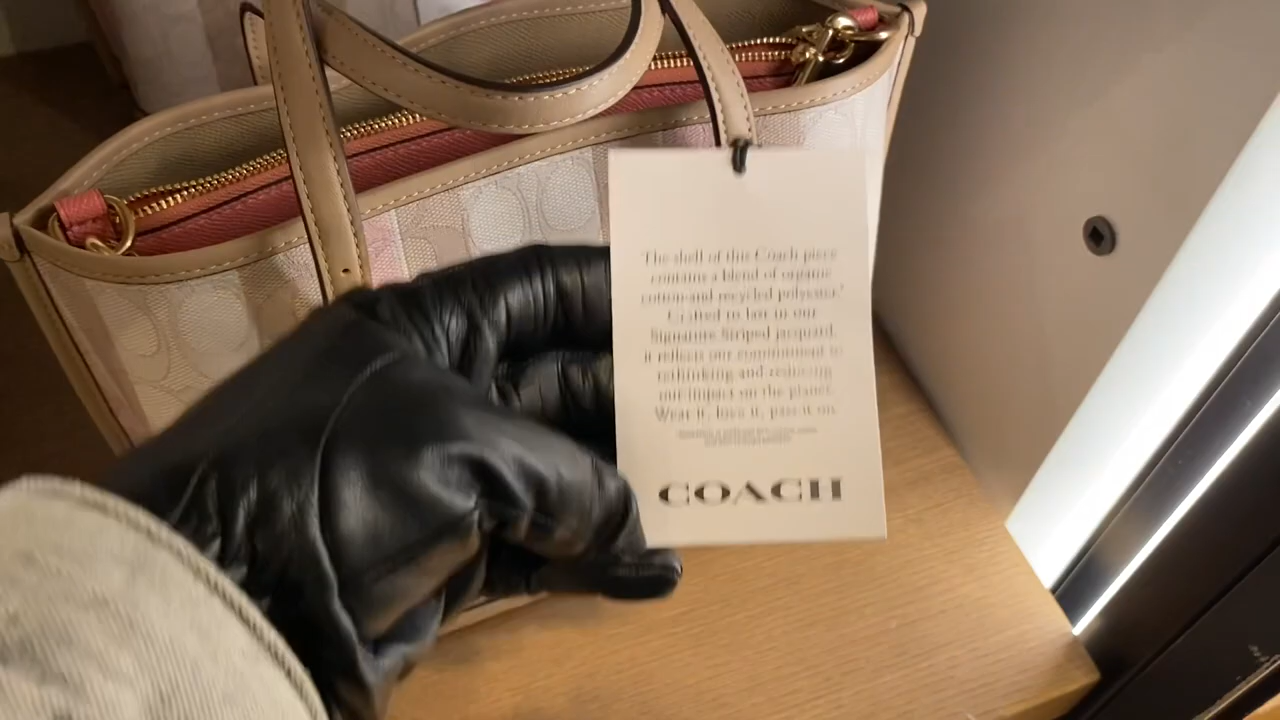 The shell of this Coach piece
contains a blend of organic
cotton and recycled polyester.*
Crafted to last in our
Signature Striped jacquard,
it reflects our commitment to
rethinking and reducing
our impact on the planet.
Wear it, love it, pass it on.
COACH